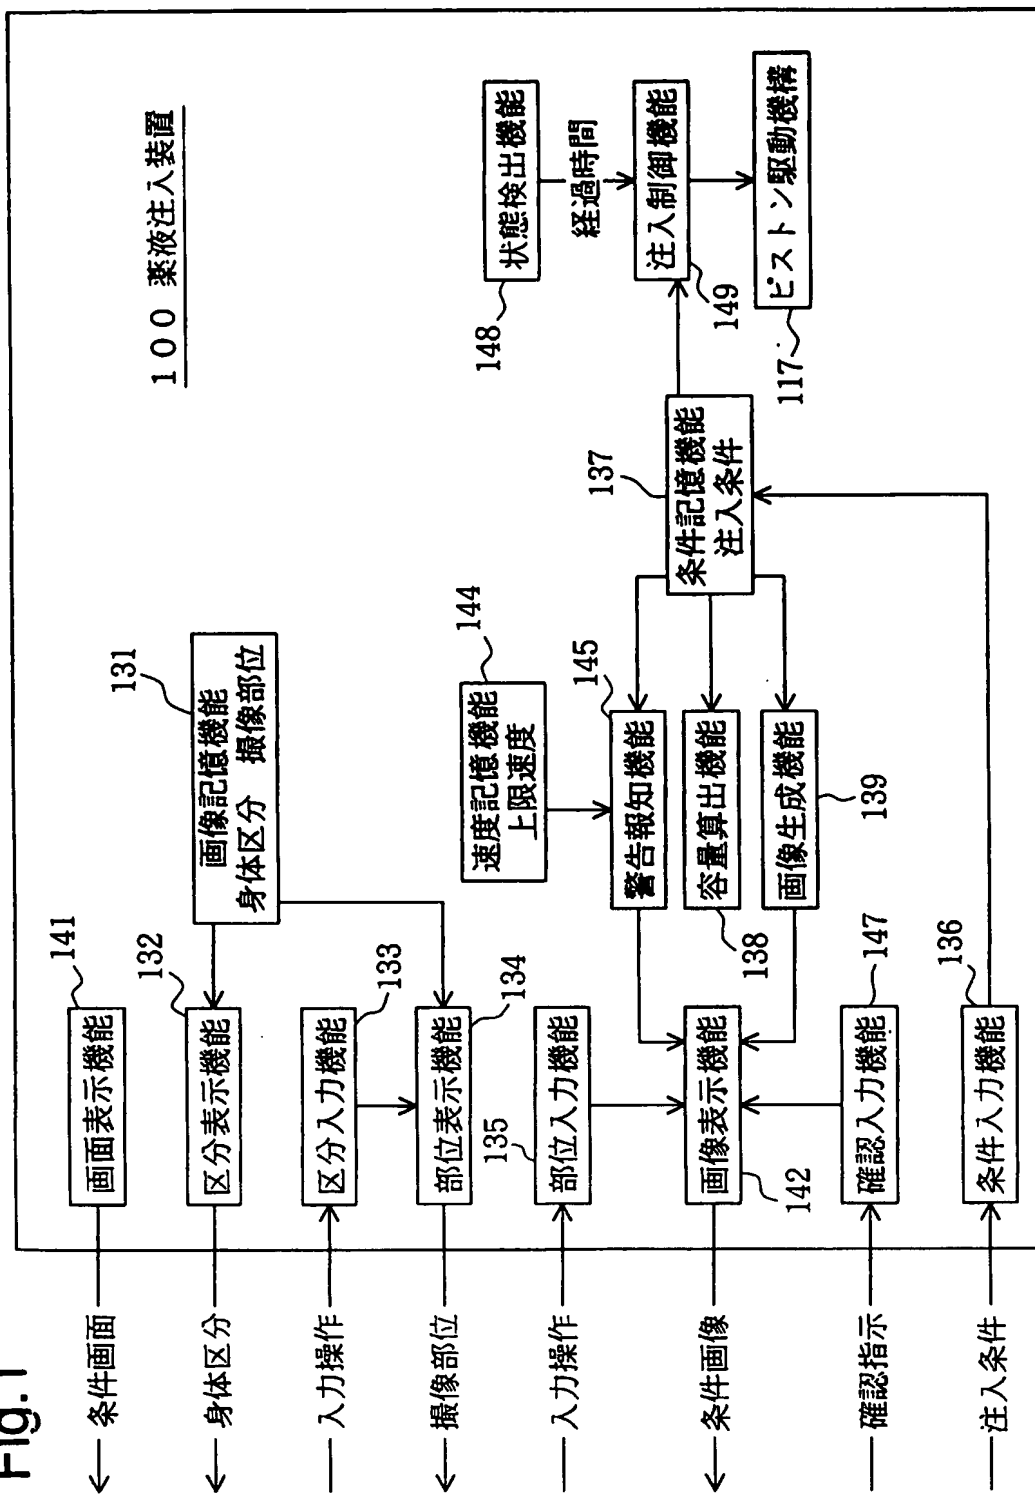 Fig.1
100 薬液注入装置
条件画面
画面表示機能
141
身体区分
区分表示機能
132
画像記憶機能
身体区分 撮像部位
131
入力操作
区分入力機能
133
撮像部位
部位表示機能
134
入力操作
部位入力機能
135
速度記憶機能
上限速度
144
状態検出機能
148
経過時間
警告報知機能
145
注入制御機能
149
条件画像
画像表示機能
142
容量算出機能
138
条件記憶機能
注入条件
137
ピストン駆動機構
117
画像生成機能
139
確認指示
確認入力機能
147
注入条件
条件入力機能
136